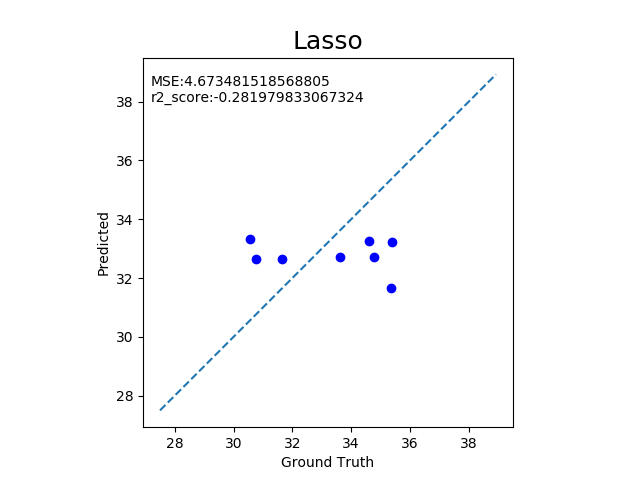 Lasso
MSE:4.673481518568805
r2_score:-0.281979833067324
38
36
34
32
30
28
Predicted
28 30 32 34 36 38
Ground Truth